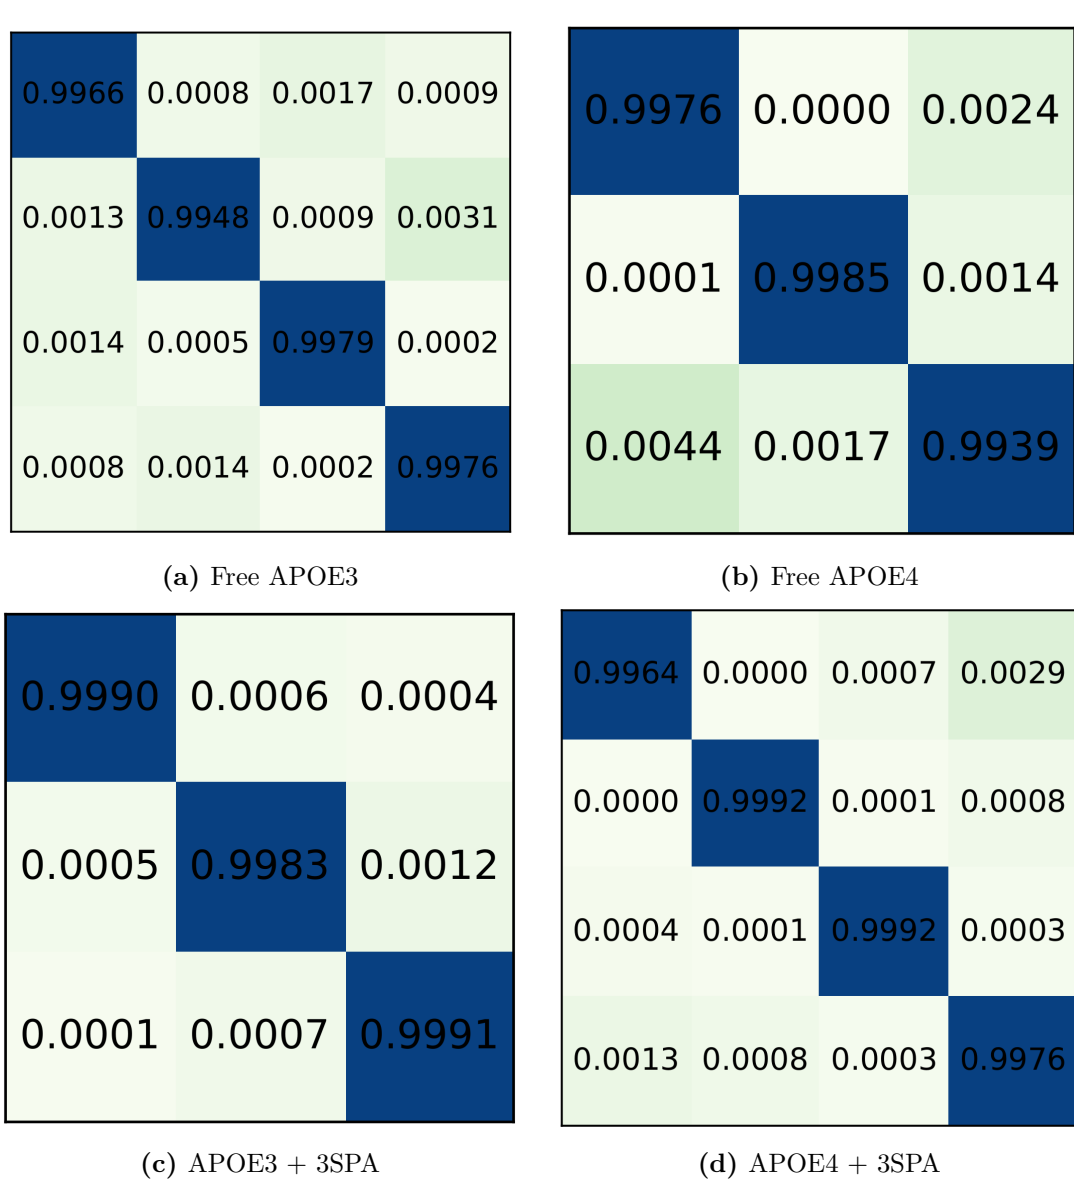 0.9966 0.0008 0.0017 0.0009
0.0013 0.9948 0.0009 0.0031
0.0014 0.0005 0.9979 0.0002
0.0008 0.0014 0.0002 0.9976
(a) Free APOE3
0.9976 0.0000 0.0024
0.0001 0.9985 0.0014
0.0044 0.0017 0.9939
(b) Free APOE4
0.9990 0.0006 0.0004
0.0005 0.9983 0.0012
0.0001 0.0007 0.9991
(c) APOE3 + 3SPA
0.9964 0.0000 0.0007 0.0029
0.0000 0.9992 0.0001 0.0008
0.0004 0.0001 0.9992 0.0003
0.0013 0.0008 0.0003 0.9976
(d) APOE4 + 3SPA